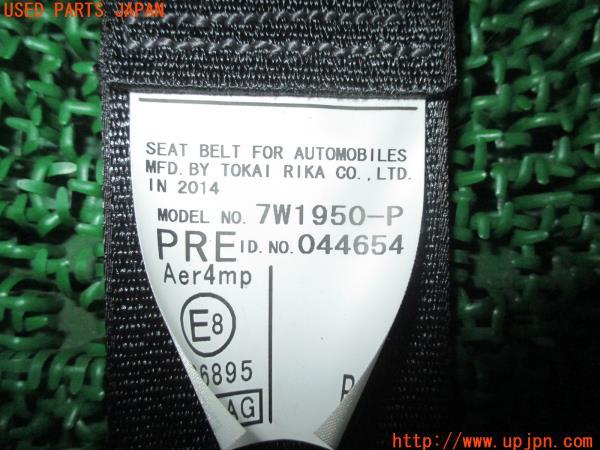 USED PARTS JAPAN
SEAT BELT FOR AUTOMOBILES
MFD. BY TOKAI RIKA CO., LTD.
IN 2014
MODEL NO. 7W1950-P
PRE ID. NO. 044654
Aer4mp
E8
6895
AG
http://www.upjpn.com/